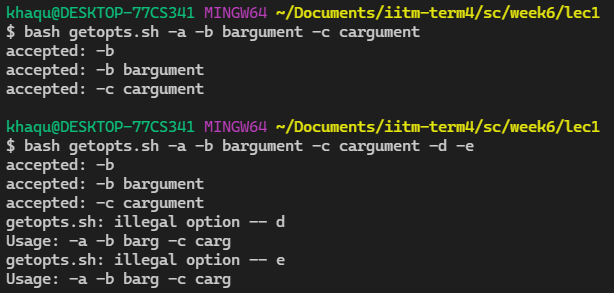 khaqu@DESKTOP-77CS341 MINGW64 ~/Documents/iitm-term4/sc/week6/lec1
$ bash getopts.sh -a -b bargument -c cargument
accepted: -b
accepted: -b bargument
accepted: -c cargument
khaqu@DESKTOP-77CS341 MINGW64 ~/Documents/iitm-term4/sc/week6/lec1
$ bash getopts.sh -a -b bargument -c cargument -d -e
accepted: -b
accepted: -b bargument
accepted: -c cargument
getopts.sh: illegal option -- d
Usage: -a -b barg -c carg
getopts.sh: illegal option -- e
Usage: -a -b barg -c carg